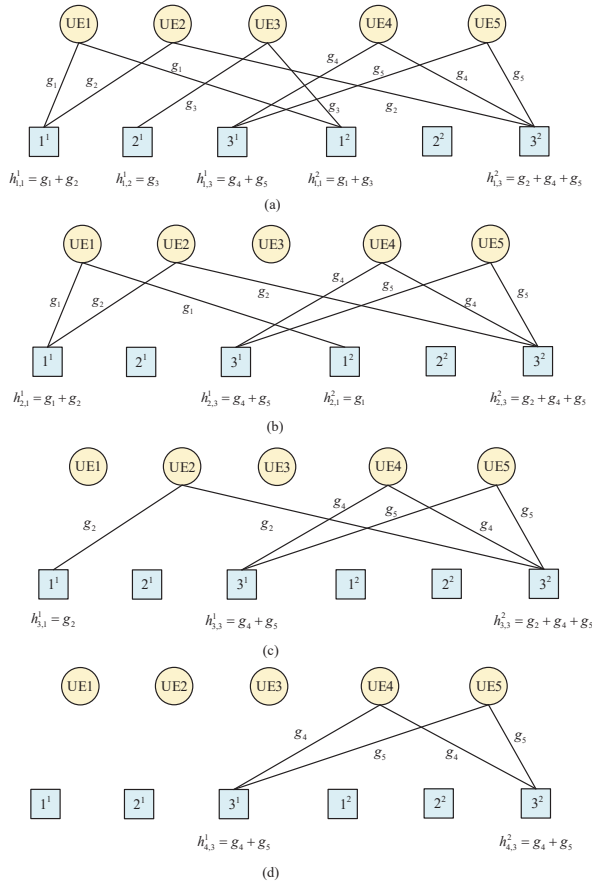 UE1 UE2 UE3 UE4 UE5
g₁ g₂ g₁ g₃ g₄ g₅ g₃ g₂ g₄ g₅
1¹ 2¹ 3¹ 1² 2² 3²
h¹₁,₁ = g₁ + g₂ h¹₁,₂ = g₃ h¹₁,₃ = g₄ + g₅ h²₁,₁ = g₁ + g₃ h²₁,₃ = g₂ + g₄ + g₅
(a)
UE1 UE2 UE3 UE4 UE5
g₁ g₂ g₁ g₂ g₄ g₅ g₄ g₅
1¹ 2¹ 3¹ 1² 2² 3²
h¹₂,₁ = g₁ + g₂ h¹₂,₃ = g₄ + g₅ h²₂,₁ = g₁ h²₂,₃ = g₂ + g₄ + g₅
(b)
UE1 UE2 UE3 UE4 UE5
g₂ g₂ g₄ g₅ g₄ g₅
1¹ 2¹ 3¹ 1² 2² 3²
h¹₃,₁ = g₂ h¹₃,₃ = g₄ + g₅ h²₃,₃ = g₂ + g₄ + g₅
(c)
UE1 UE2 UE3 UE4 UE5
g₄ g₅ g₄ g₅
1¹ 2¹ 3¹ 1² 2² 3²
h¹₄,₃ = g₄ + g₅ h²₄,₃ = g₄ + g₅
(d)